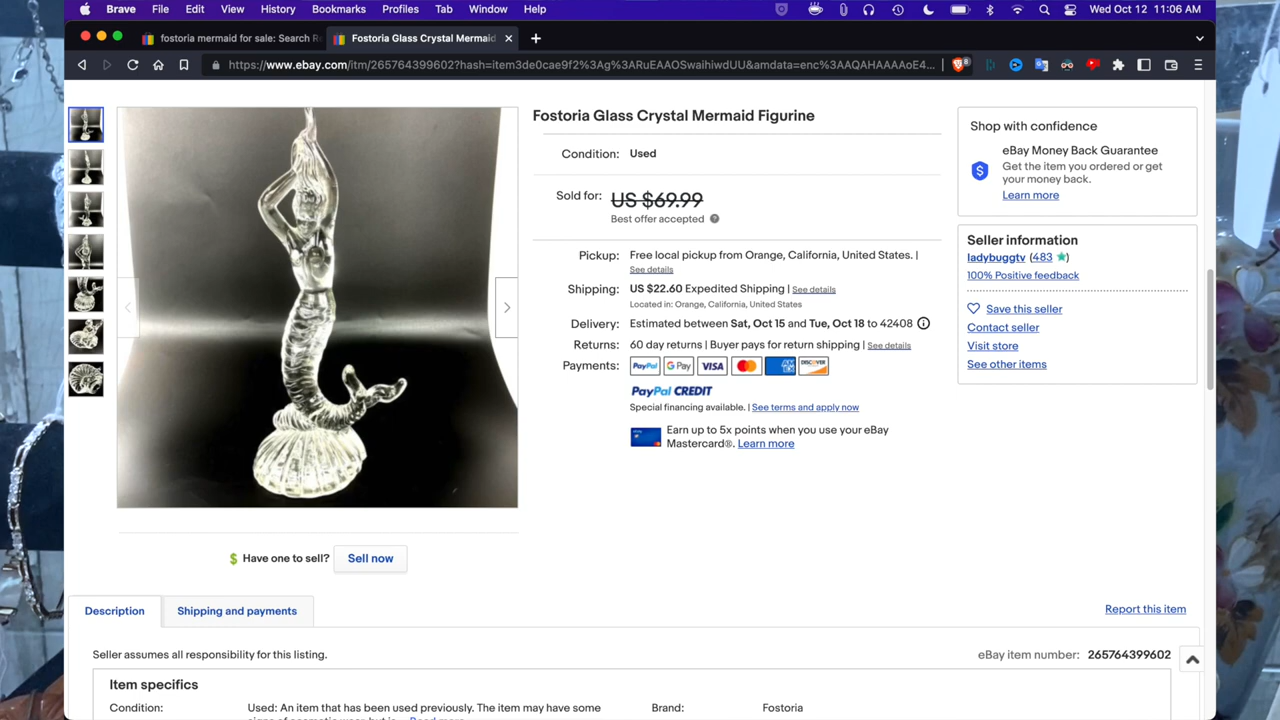 Brave File Edit View History Bookmarks Profiles Tab Window Help Wed Oct 12 11:06 AM
fostoria mermaid for sale: Search R
Fostoria Glass Crystal Mermaid
https://www.ebay.com/itm/265764399602?hash=item3de0cae9f2%3Ag%3ARuEAAOSwaihiwdUU&amdata=enc%3AAQAHAAAAoE4...
8
Fostoria Glass Crystal Mermaid Figurine
Condition: Used
Sold for: US $69.99
Best offer accepted
Pickup: Free local pickup from Orange, California, United States. |
See details
Shipping: US $22.60 Expedited Shipping | See details
Located in: Orange, California, United States
Delivery: Estimated between Sat, Oct 15 and Tue, Oct 18 to 42408
Returns: 60 day returns | Buyer pays for return shipping | See details
Payments: PayPal G Pay VISA DISCOVER
PayPal CREDIT
Special financing available. | See terms and apply now
Earn up to 5x points when you use your eBay
Mastercard®. Learn more
Shop with confidence
eBay Money Back Guarantee
Get the item you ordered or get
your money back.
Learn more
Seller information
ladybuggtv (483 )
100% Positive feedback
Save this seller
Contact seller
Visit store
See other items
Have one to sell? Sell now
Description Shipping and payments
Report this item
Seller assumes all responsibility for this listing.
eBay item number: 265764399602
Item specifics
Condition: Used: An item that has been used previously. The item may have some
Brand: Fostoria